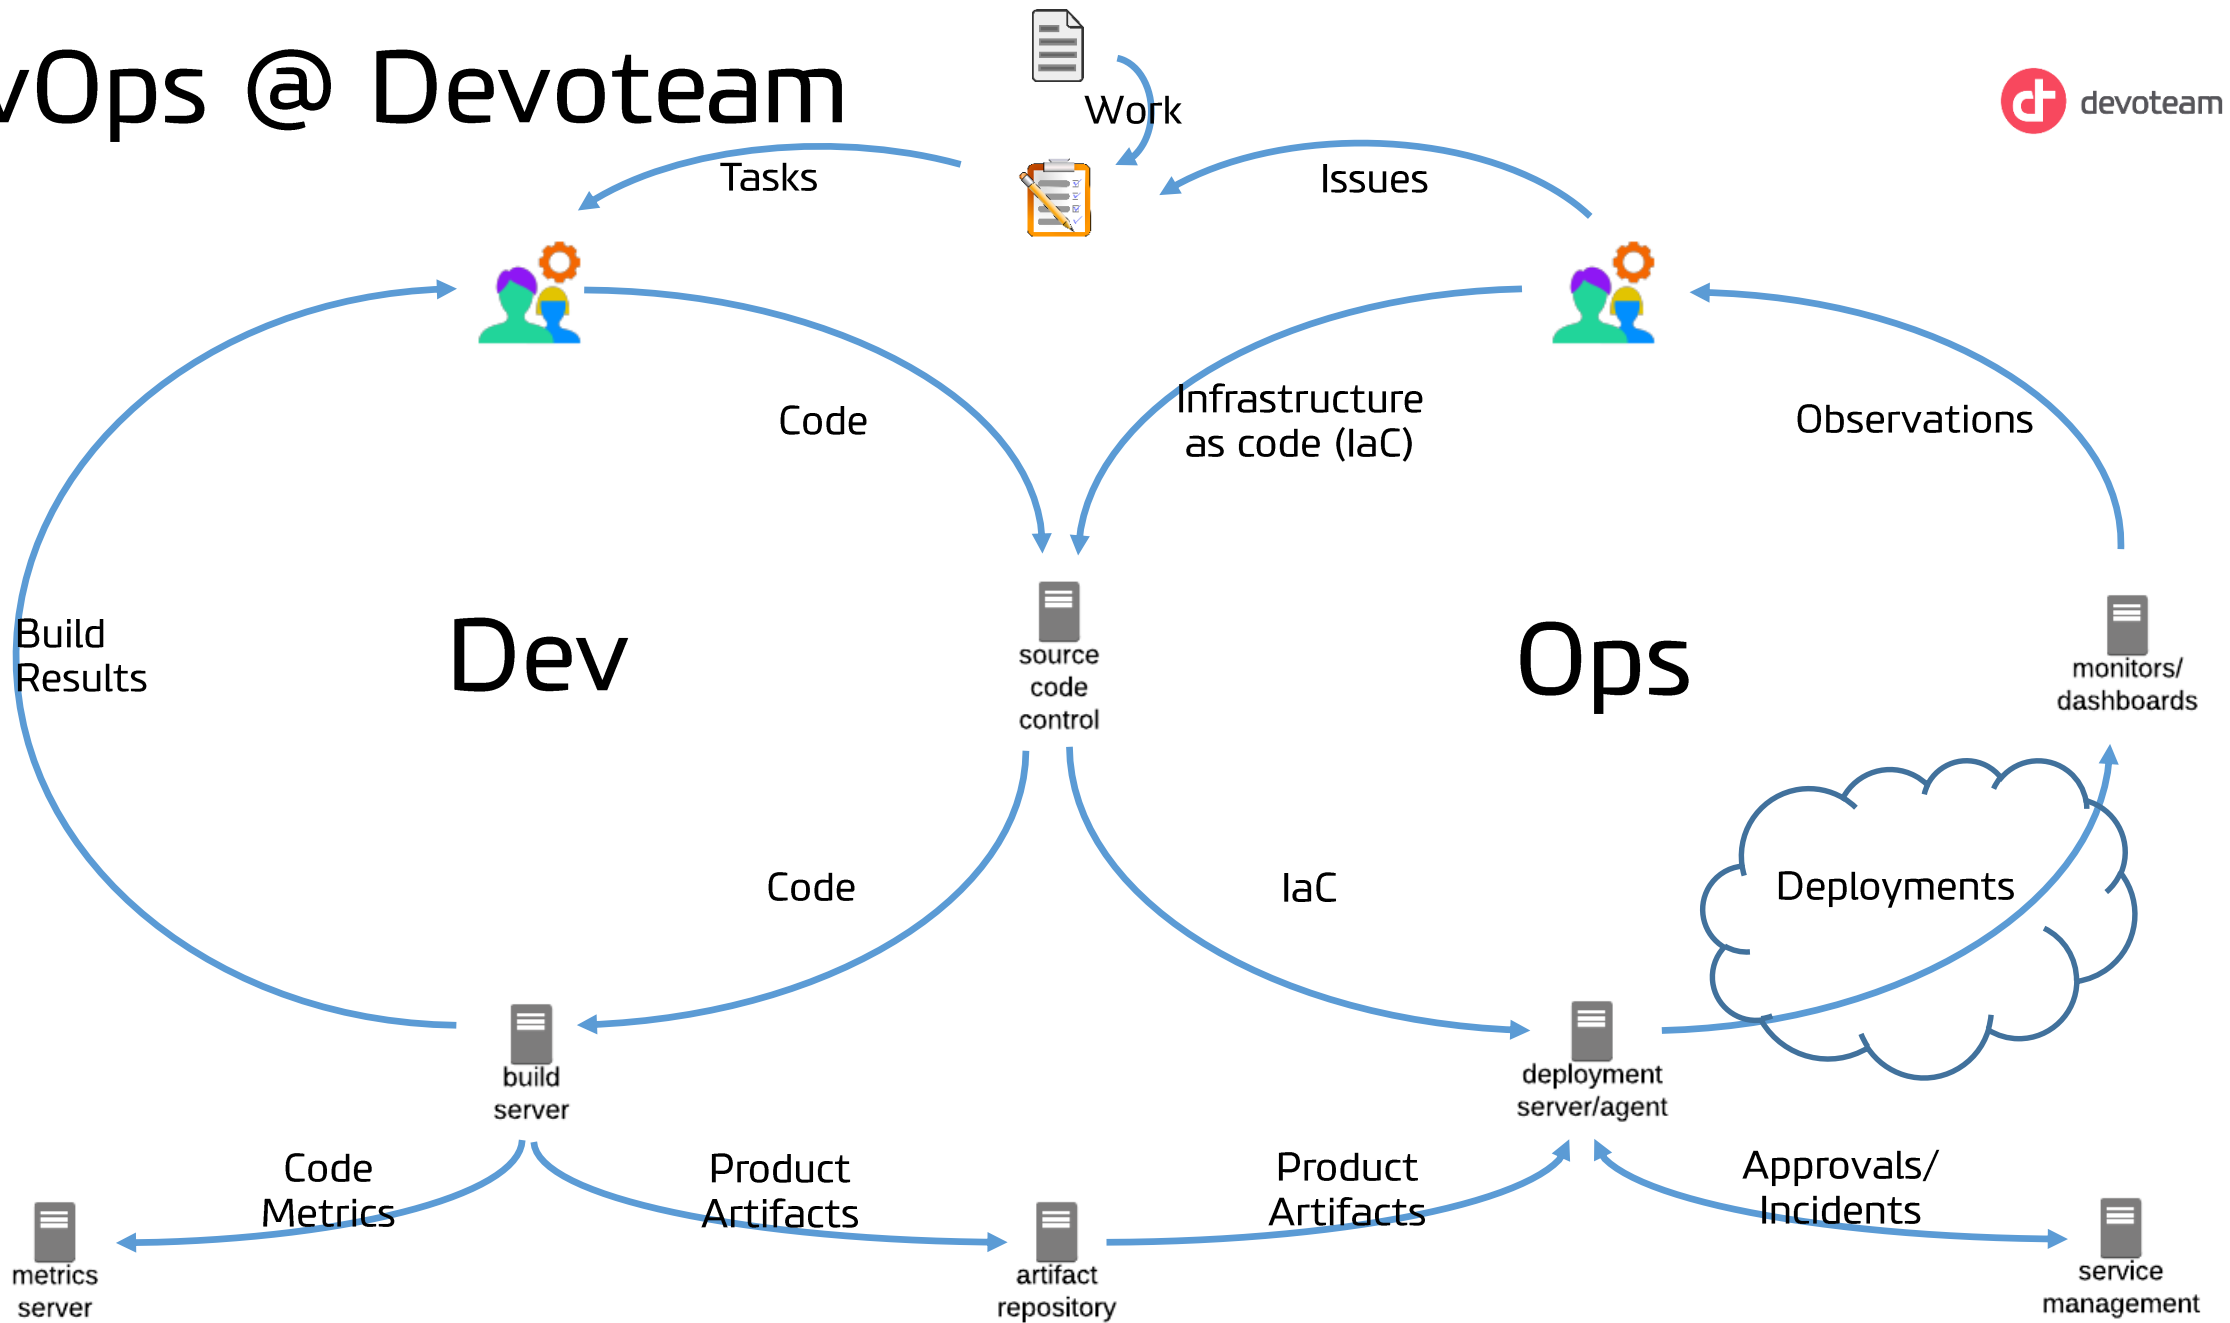 vOps @ Devoteam
devoteam
Work
Tasks
Issues
Code
Infrastructure
as code (IaC)
Observations
Build
Results
Dev
source
code
control
Ops
monitors/
dashboards
Code
IaC
Deployments
build
server
deployment
server/agent
Code
Metrics
Product
Artifacts
Product
Artifacts
Approvals/
Incidents
metrics
server
artifact
repository
service
management